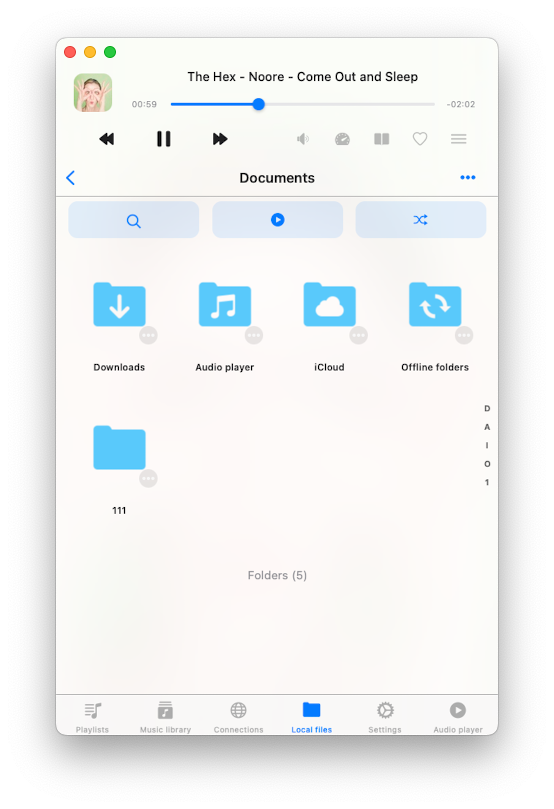 The Hex - Noore - Come Out and Sleep
00:59
-02:02
Documents
Downloads
Audio player
iCloud
Offline folders
D
A
I
O
1
111
Folders (5)
Playlists
Music library
Connections
Local files
Settings
Audio player